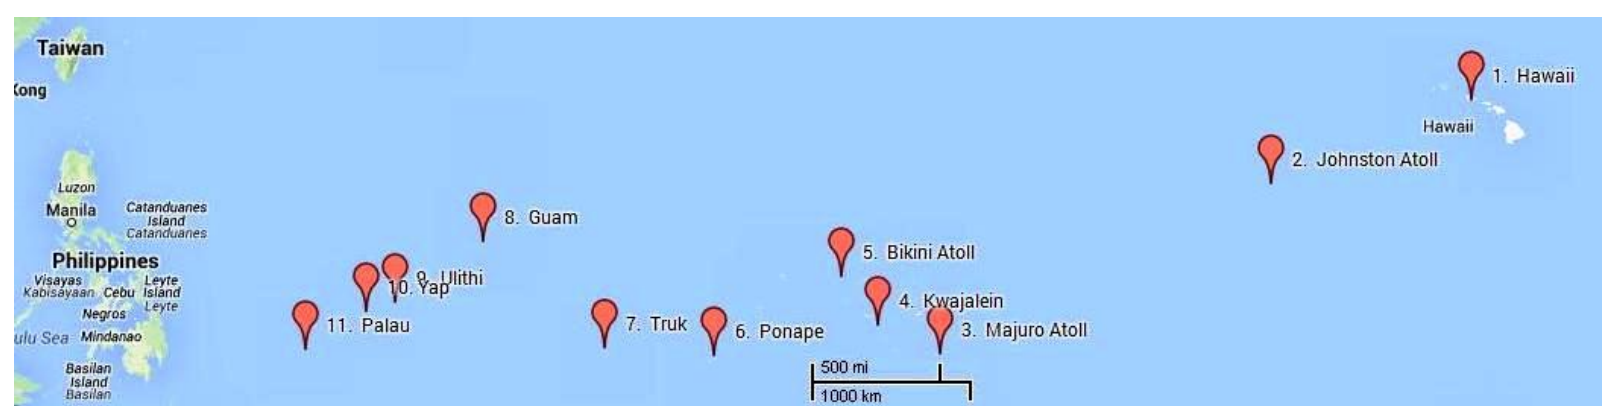 Taiwan
Kong
1. Hawaii
Hawaii
2. Johnston Atoll
Luzon
Manila
Catanduanes
Island
Catanduanes
8. Guam
Philippines
5. Bikini Atoll
9. Ulithi
10. Yap
Visayas
Kabisayaan
Cebu
Leyte
Island
Leyte
4. Kwajalein
Negros
11. Palau
7. Truk
6. Ponape
3. Majuro Atoll
ulu Sea
Mindanao
Basilan
Island
Basilan
500 mi
1000 km